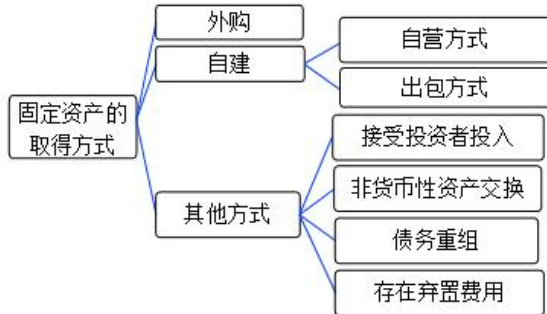 固定资产的
取得方式
外购
自建
自营方式
出包方式
其他方式
接受投资者投入
非货币性资产交换
债务重组
存在弃置费用